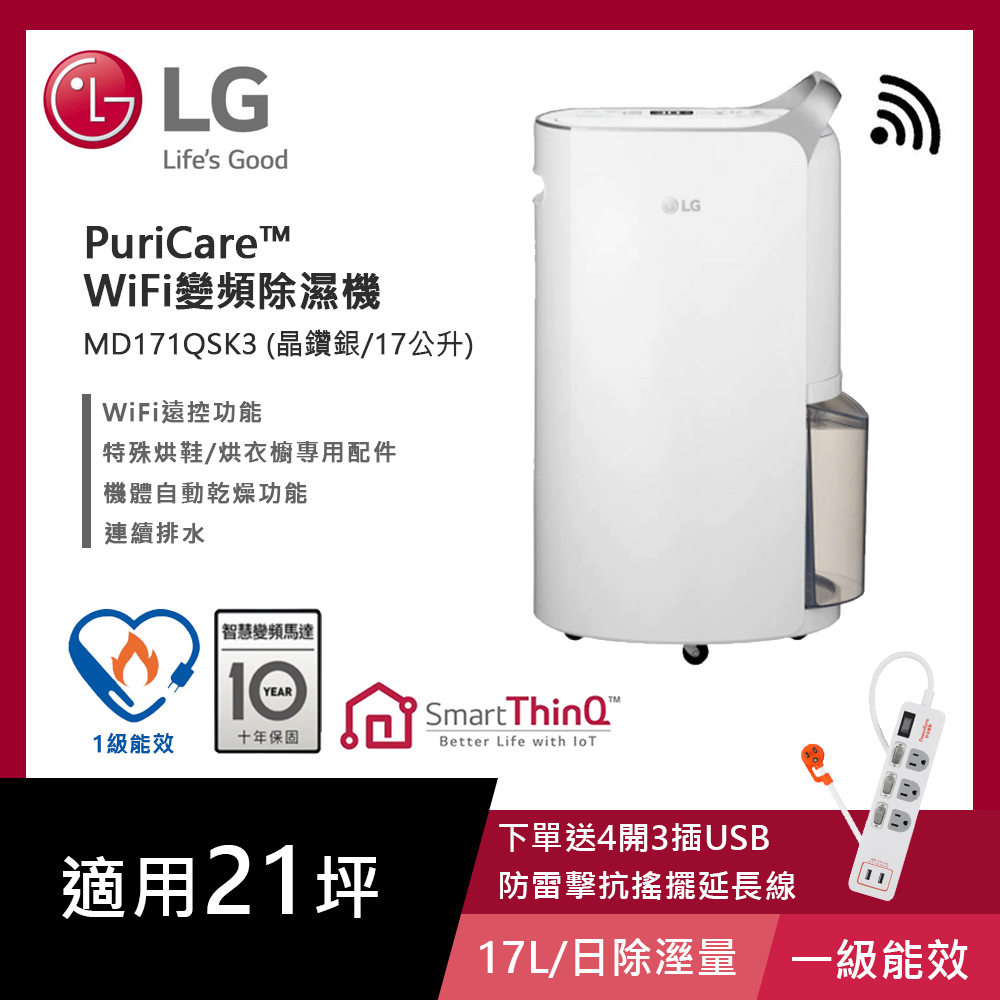 LG
Life's Good
LG
PuriCare™
WiFi變頻除濕機
MD171QSK3 (晶鑽銀/17公升)
WiFi遠控功能
特殊烘鞋/烘衣櫥專用配件
機體自動乾燥功能
連續排水
1級能效
智慧變頻馬達
10 YEAR
十年保固
SmartThinQ™
Better Life with IoT
適用21坪
下單送4開3插USB
防雷擊抗搖擺延長線
17L/日除溼量
一級能效